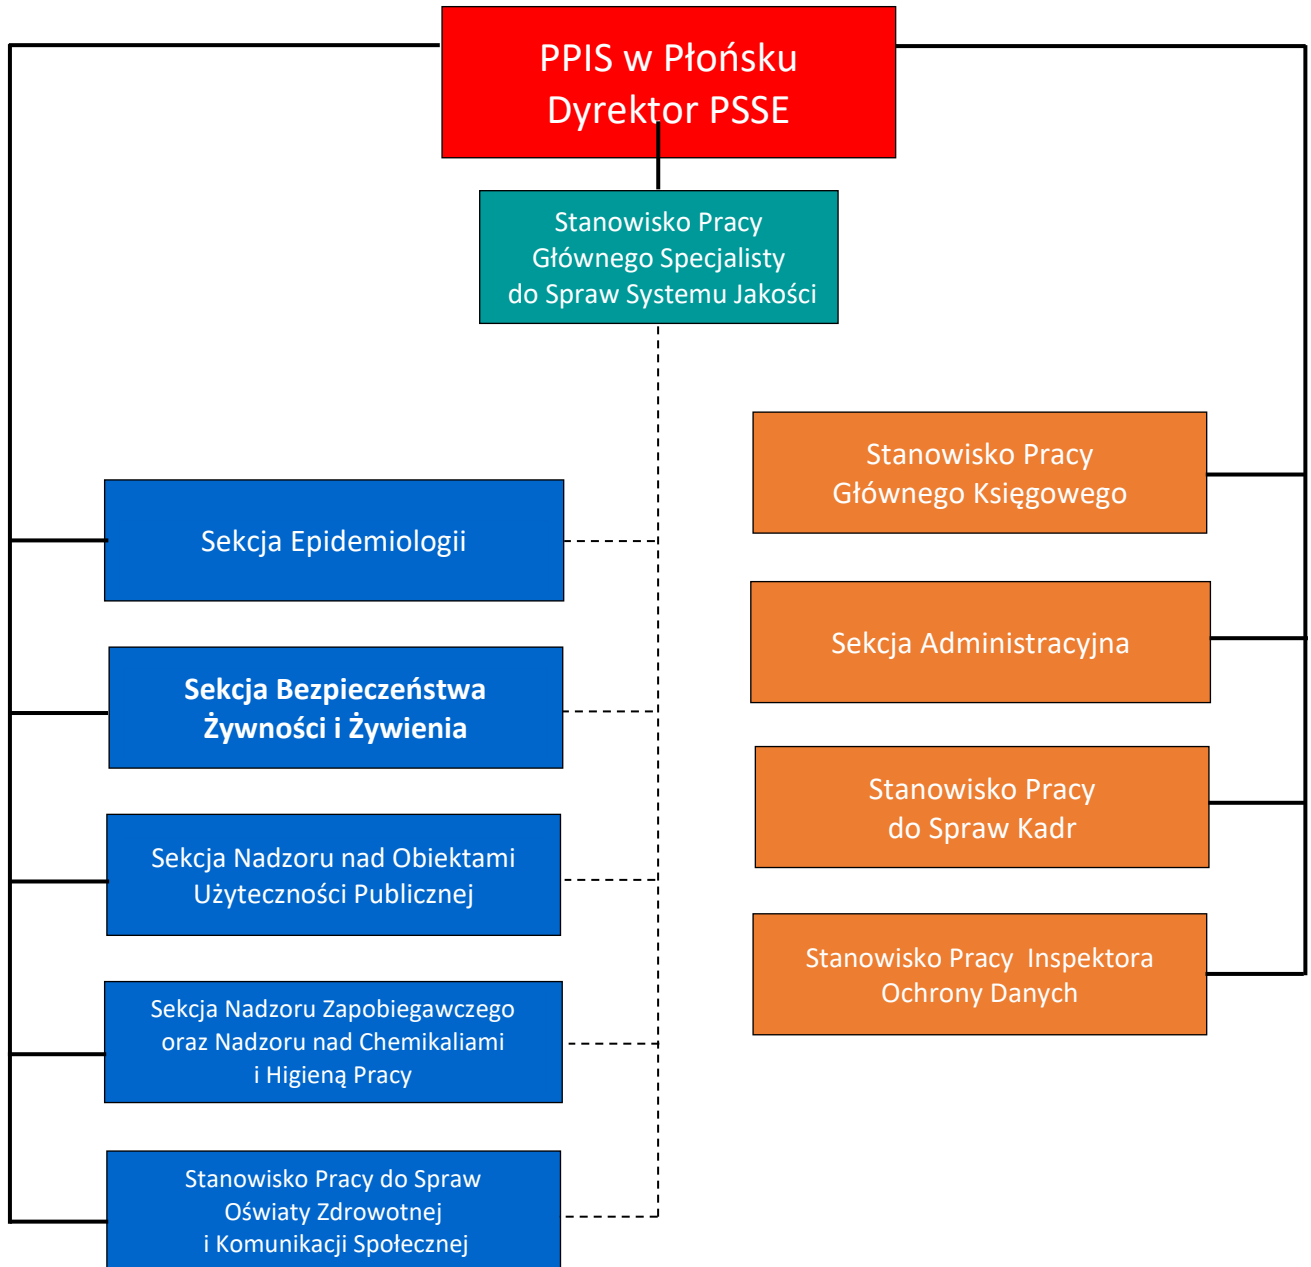 PPIS w Płońsku
Dyrektor PSSE
Stanowisko Pracy
Głównego Specjalisty
do Spraw Systemu Jakości
Sekcja Epidemiologii
Sekcja Bezpieczeństwa
Żywności i Żywienia
Sekcja Nadzoru nad Obiektami
Użyteczności Publicznej
Sekcja Nadzoru Zapobiegawczego
oraz Nadzoru nad Chemikaliami
i Higieną Pracy
Stanowisko Pracy do Spraw
Oświaty Zdrowotnej
i Komunikacji Społecznej
Stanowisko Pracy
Głównego Księgowego
Sekcja Administracyjna
Stanowisko Pracy
do Spraw Kadr
Stanowisko Pracy Inspektora
Ochrony Danych